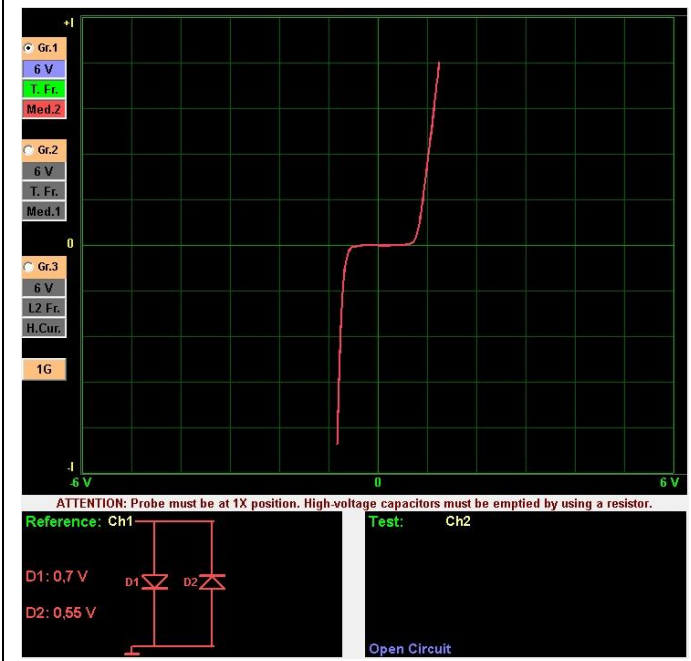 +I
Gr.1
6 V
T. Fr.
Med.2
Gr.2
6 V
T. Fr.
Med.1
0
Gr.3
6 V
L2 Fr.
H.Cur.
1G
-I
-6 V
0
6 V
ATTENTION: Probe must be at 1X position. High-voltage capacitors must be emptied by using a resistor.
Reference: Ch1
D1: 0,7 V
D1
D2
D2: 0,55 V
Test: Ch2
Open Circuit